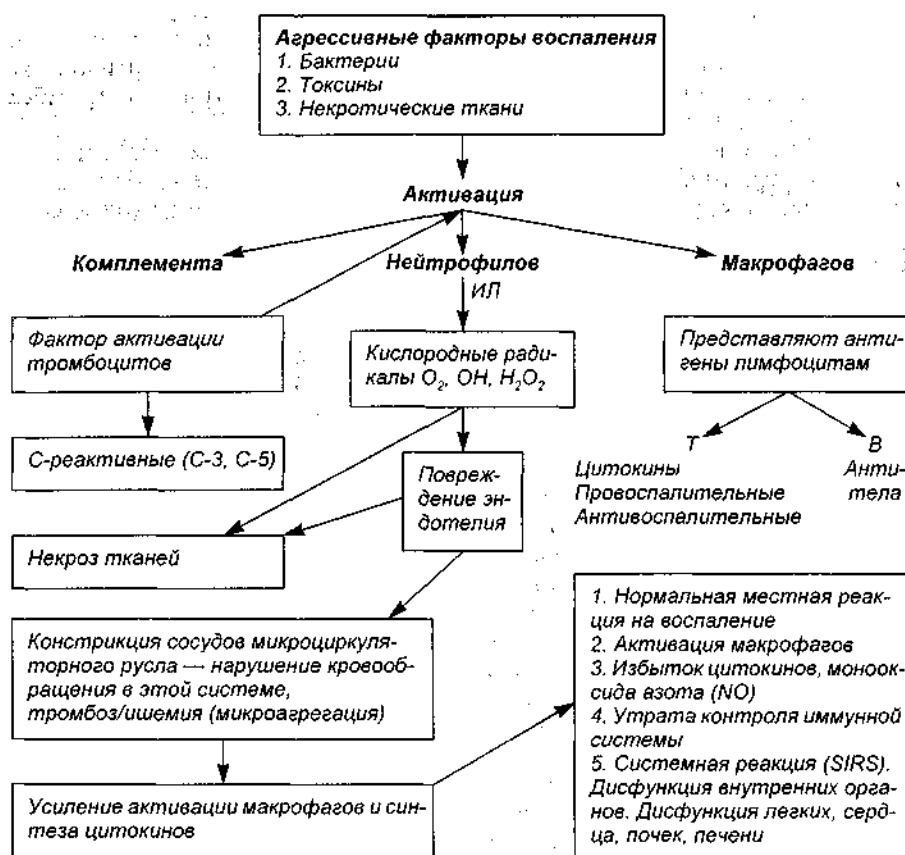 Агрессивные факторы воспаления
1. Бактерии
2. Токсины
3. Некротические ткани
Активация
Комплемента
Нейтрофилов
Макрофагов
ИЛ
Фактор активации
тромбоцитов
Кислородные ради-
калы O₂, OH, H₂O₂
Представляют анти-
гены лимфоцитам
С-реактивные (С-3, С-5)
Повреж-
дение эн-
дотелия
Т
Цитокины
Провоспалительные
Антивоспалительные
В
Анти-
тела
Некроз тканей
Констрикция сосудов микроциркуля-
торного русла — нарушение кровооб-
ращения в этой системе,
тромбоз/ишемия (микроагрегация)
Усиление активации макрофагов и син-
теза цитокинов
1. Нормальная местная реак-
ция на воспаление
2. Активация макрофагов
3. Избыток цитокинов, моноок-
сида азота (NO)
4. Утрата контроля иммунной
системы
5. Системная реакция (SIRS).
Дисфункция внутренних орга-
нов. Дисфункция легких, серд-
ца, почек, печени